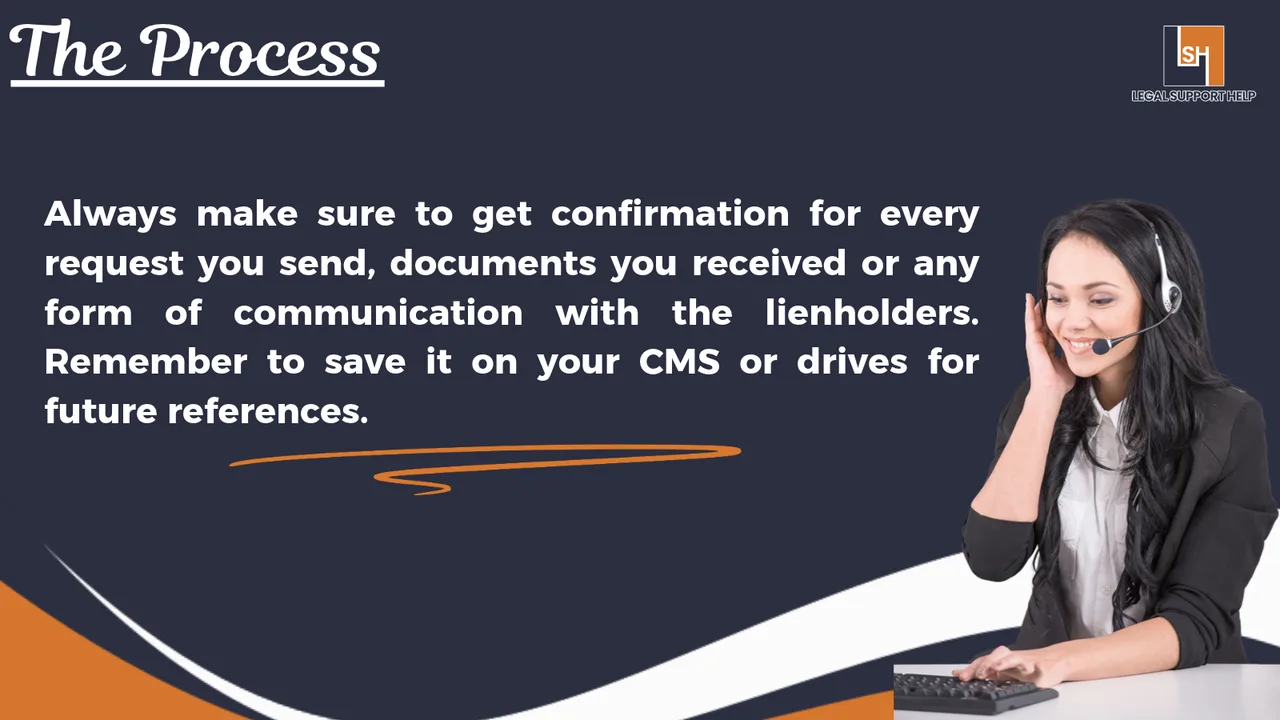 The Process
LSH
LEGAL SUPPORT HELP
Always make sure to get confirmation for every
request you send, documents you received or any
form of communication with the lienholders.
Remember to save it on your CMS or drives for
future references.